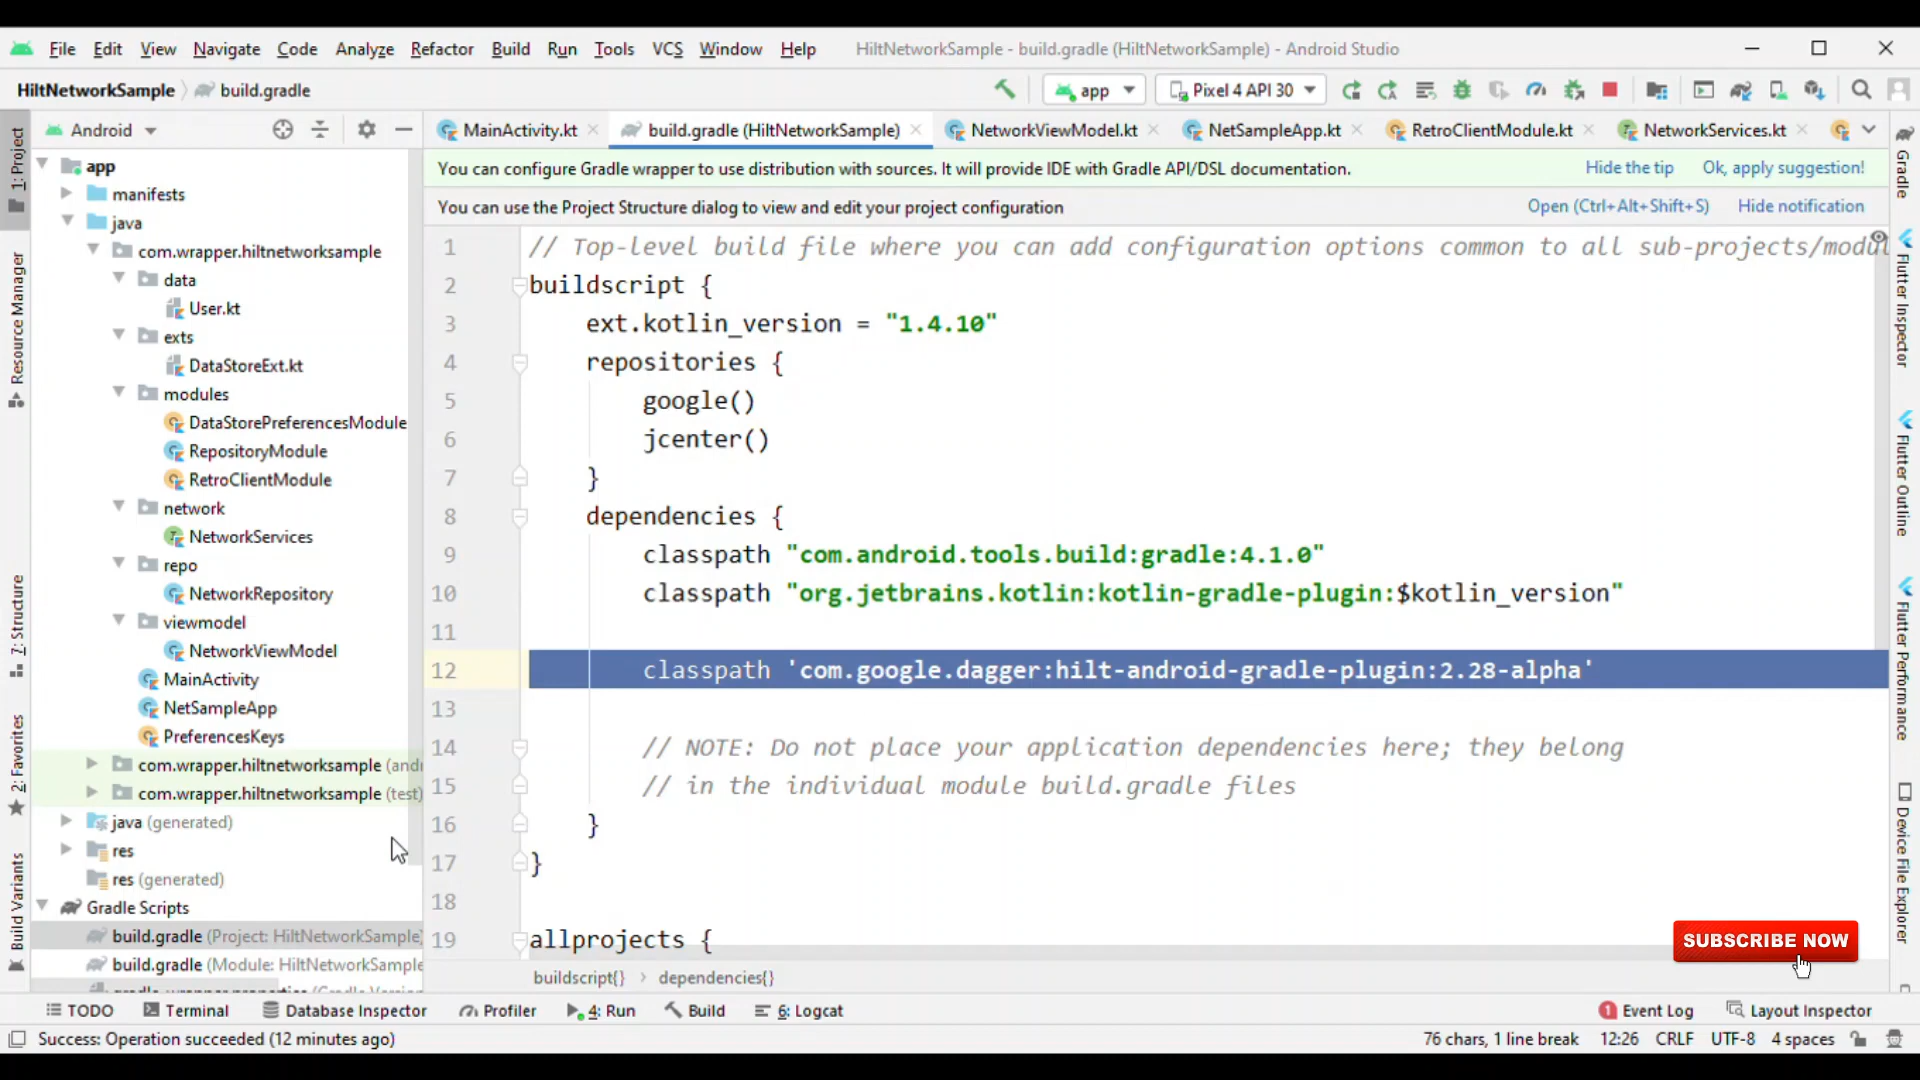 File Edit View Navigate Code Analyze Refactor Build Run Tools VCS Window Help HiltNetworkSample - build.gradle (HiltNetworkSample) - Android Studio
HiltNetworkSample build.gradle app Pixel 4 API 30
Android MainActivity.kt build.gradle (HiltNetworkSample) NetworkViewModel.kt NetSampleApp.kt RetroClientModule.kt NetworkServices.kt
You can configure Gradle wrapper to use distribution with sources. It will provide IDE with Gradle API/DSL documentation. Hide the tip Ok, apply suggestion!
You can use the Project Structure dialog to view and edit your project configuration Open (Ctrl+Alt+Shift+S) Hide notification
1: Project
Resource Manager
7: Structure
2: Favorites
Build Variants
app
manifests
java
com.wrapper.hiltnetworksample
data
User.kt
exts
DataStoreExt.kt
modules
DataStorePreferencesModule
RepositoryModule
RetroClientModule
network
NetworkServices
repo
NetworkRepository
viewmodel
NetworkViewModel
MainActivity
NetSampleApp
PreferencesKeys
com.wrapper.hiltnetworksample (andr
com.wrapper.hiltnetworksample (test)
java (generated)
res
res (generated)
Gradle Scripts
build.gradle (Project: HiltNetworkSample)
build.gradle (Module: HiltNetworkSample
1 // Top-level build file where you can add configuration options common to all sub-projects/modul
2 buildscript {
3 ext.kotlin_version = "1.4.10"
4 repositories {
5 google()
6 jcenter()
7 }
8 dependencies {
9 classpath "com.android.tools.build:gradle:4.1.0"
10 classpath "org.jetbrains.kotlin:kotlin-gradle-plugin:$kotlin_version"
11
12 classpath 'com.google.dagger:hilt-android-gradle-plugin:2.28-alpha'
13
14 // NOTE: Do not place your application dependencies here; they belong
15 // in the individual module build.gradle files
16 }
17 }
18
19 allprojects {
buildscript{} dependencies{}
Gradle
Flutter Inspector
Flutter Outline
Flutter Performance
Device File Explorer
SUBSCRIBE NOW
TODO Terminal Database Inspector Profiler 4: Run Build 6: Logcat 1 Event Log Layout Inspector
Success: Operation succeeded (12 minutes ago) 76 chars, 1 line break 12:26 CRLF UTF-8 4 spaces